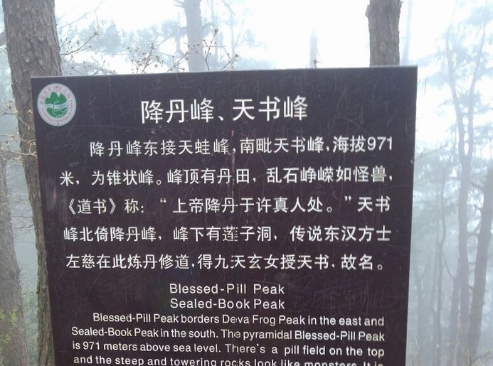 降丹峰、天书峰
降丹峰东接天蛙峰，南毗天书峰，海拔971
米，为锥状峰。峰顶有丹田，乱石峥嵘如怪兽，
《道书》称：“上帝降丹于许真人处。”天书
峰北倚降丹峰，峰下有莲子洞，传说东汉方士
左慈在此炼丹修道，得九天玄女授天书，故名。
Blessed-Pill Peak
Sealed-Book Peak
Blessed-Pill Peak borders Deva Frog Peak in the east and
Sealed-Book Peak in the south. The pyramidal Blessed-Pill Peak
is 971 meters above sea level. There's a pill field on the top
and the steep and towering rocks look like monsters. It is